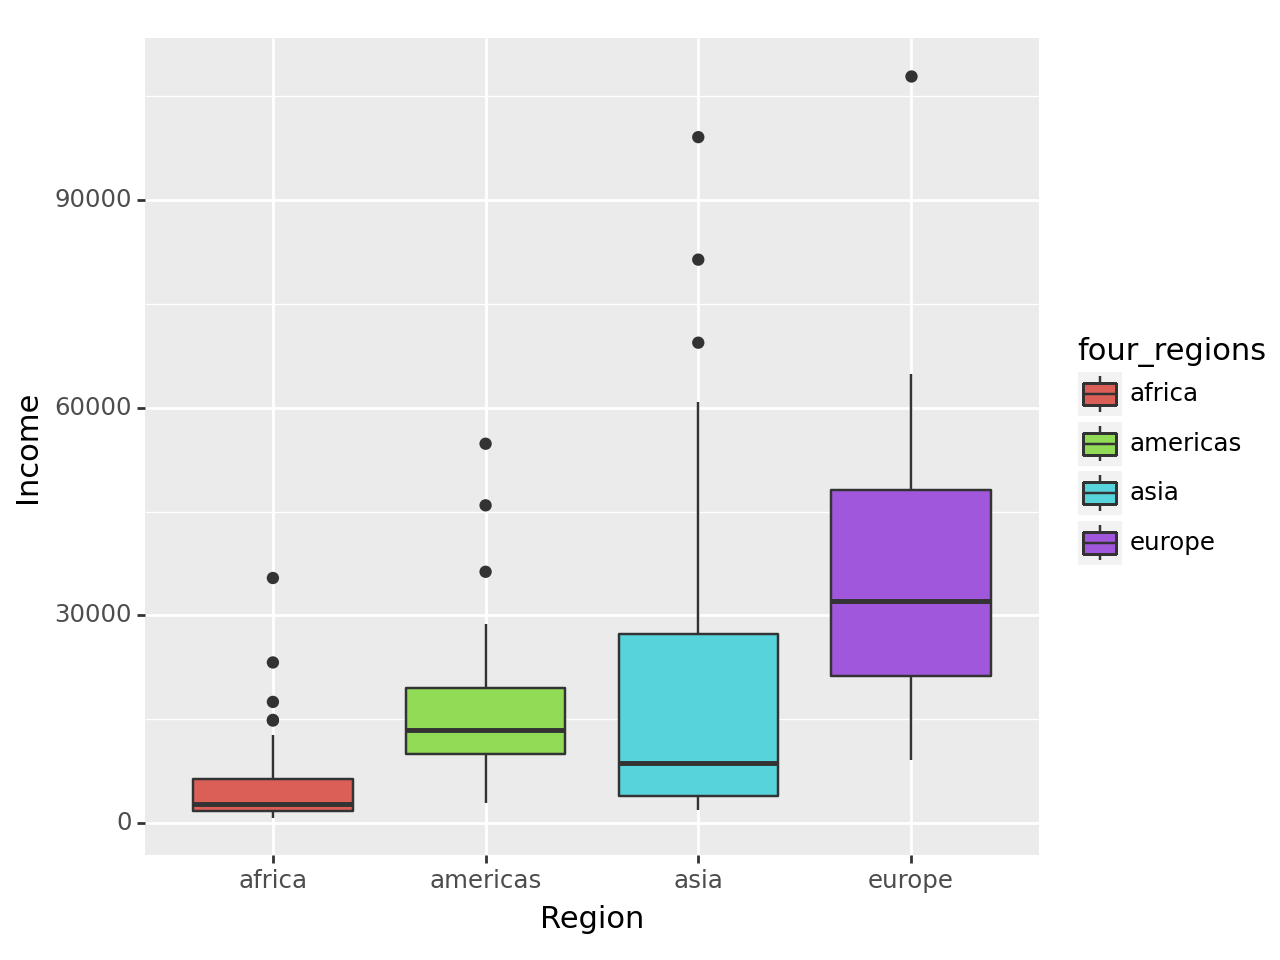 90000
60000
30000
0
Income
africa
americas
asia
europe
Region
four_regions
africa
americas
asia
europe